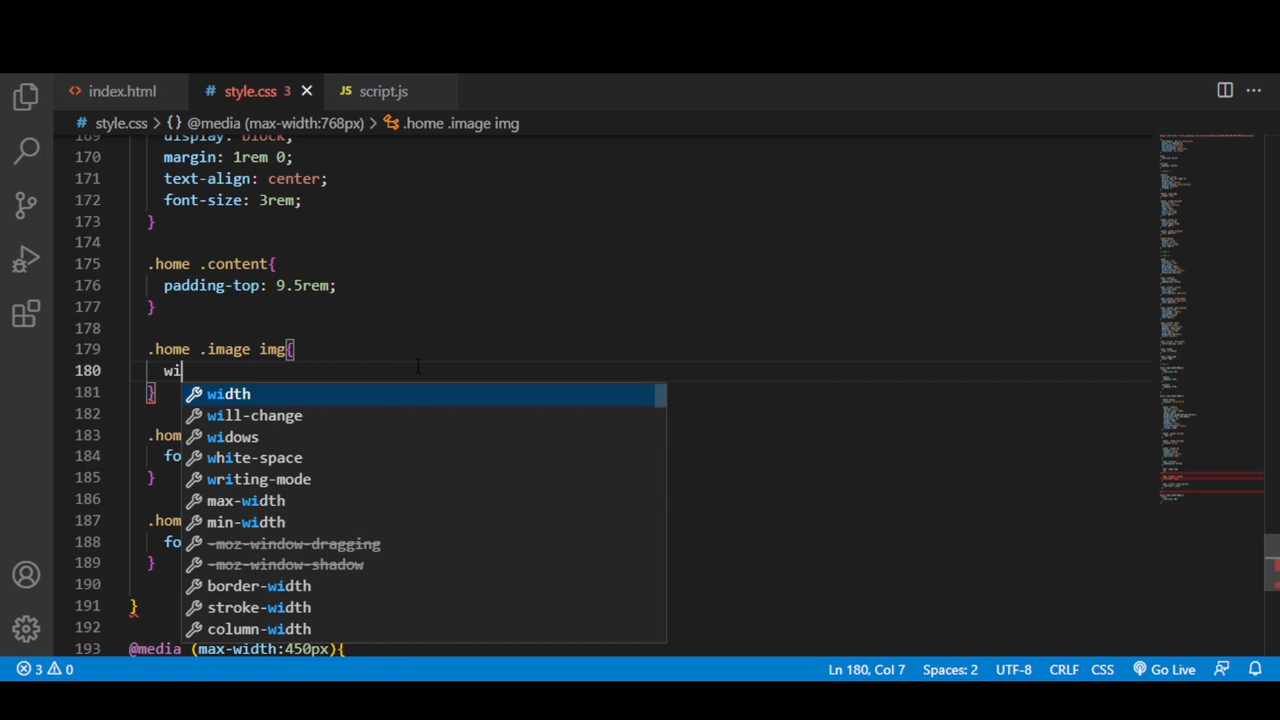 index.html
# style.css 3
JS script.js
# style.css > {} @media (max-width:768px) > .home .image img
169 display: block;
170 margin: 1rem 0;
171 text-align: center;
172 font-size: 3rem;
173 }
174
175 .home .content{
176 padding-top: 9.5rem;
177 }
178
179 .home .image img{
180 wi
181 }
width
182
will-change
183 .hom
widows
184 fo
white-space
185 }
writing-mode
186
max-width
187 .hom
min-width
188 fo
-moz-window-dragging
189 }
-moz-window-shadow
190
border-width
191 }
stroke-width
192
column-width
193 @media (max-width:450px){
3 0
Ln 180, Col 7 Spaces: 2 UTF-8 CRLF CSS Go Live